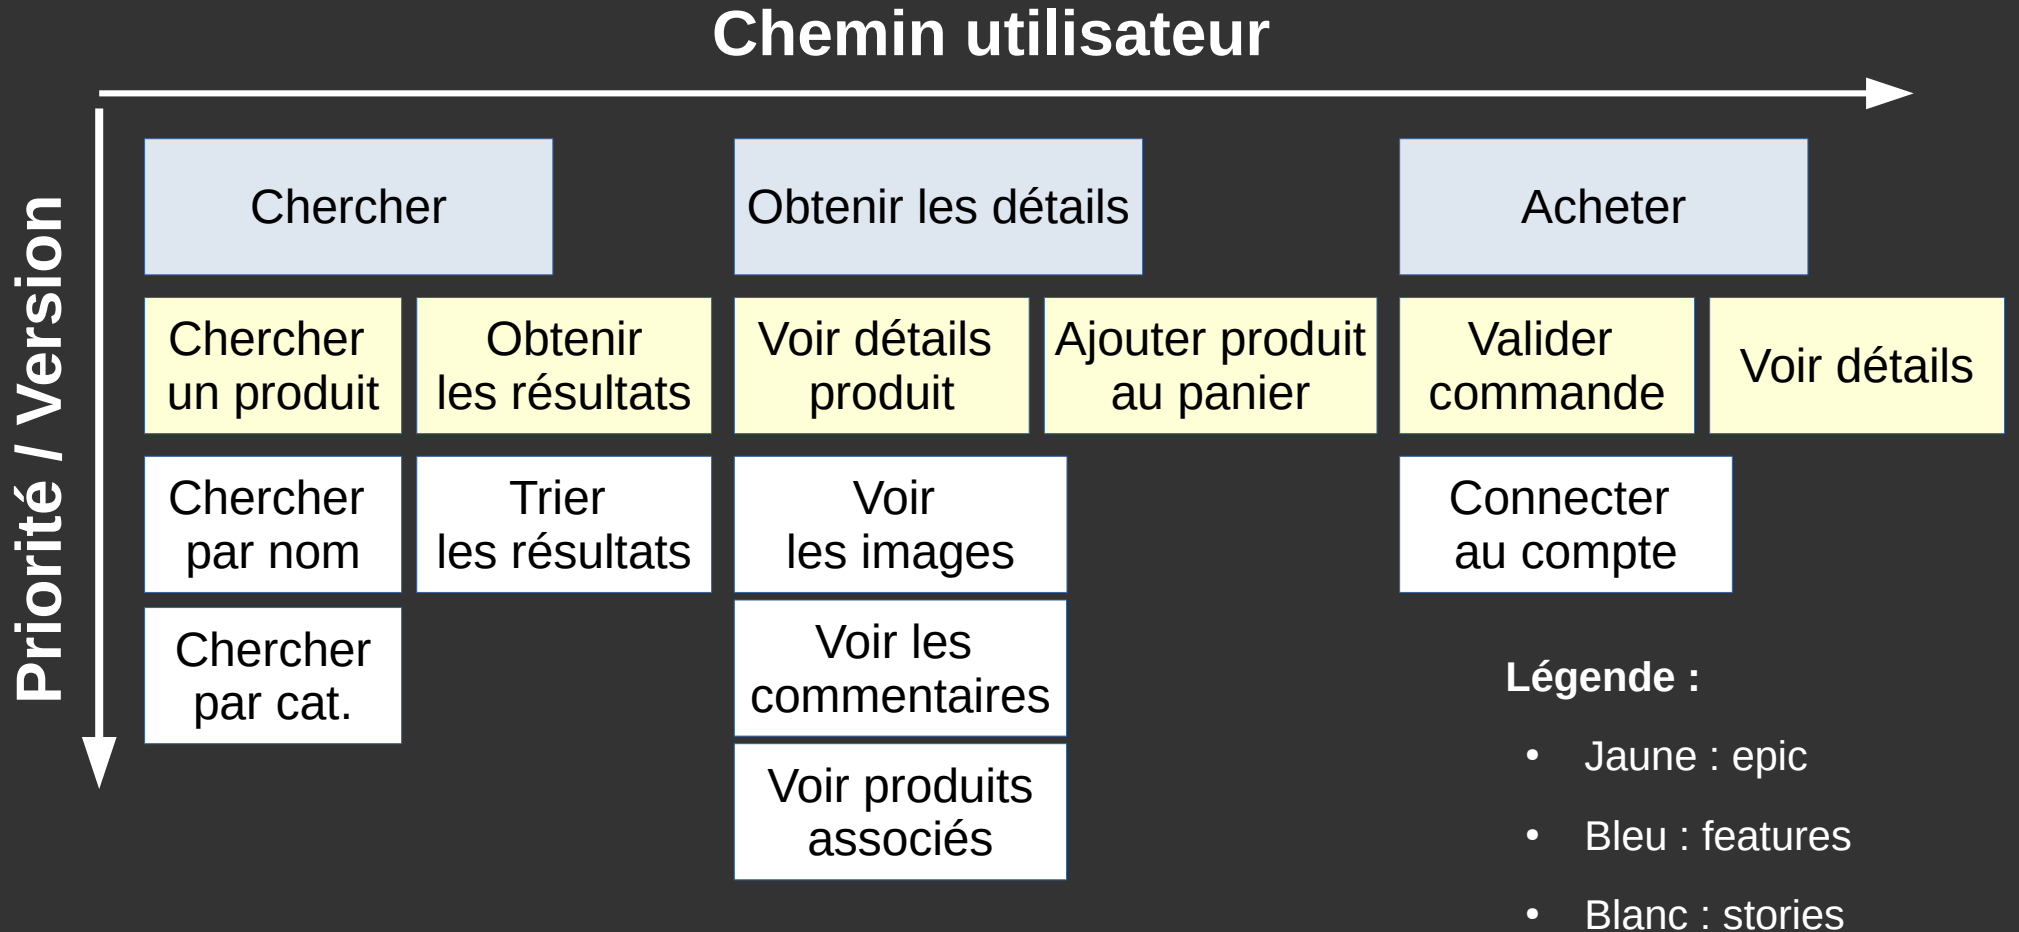 Chemin utilisateur
Priorité / Version
Chercher
Obtenir les détails
Acheter
Chercher
un produit
Obtenir
les résultats
Voir détails
produit
Ajouter produit
au panier
Valider
commande
Voir détails
Chercher
par nom
Trier
les résultats
Voir
les images
Connecter
au compte
Chercher
par cat.
Voir les
commentaires
Voir produits
associés
Légende :
• Jaune : epic
• Bleu : features
• Blanc : stories